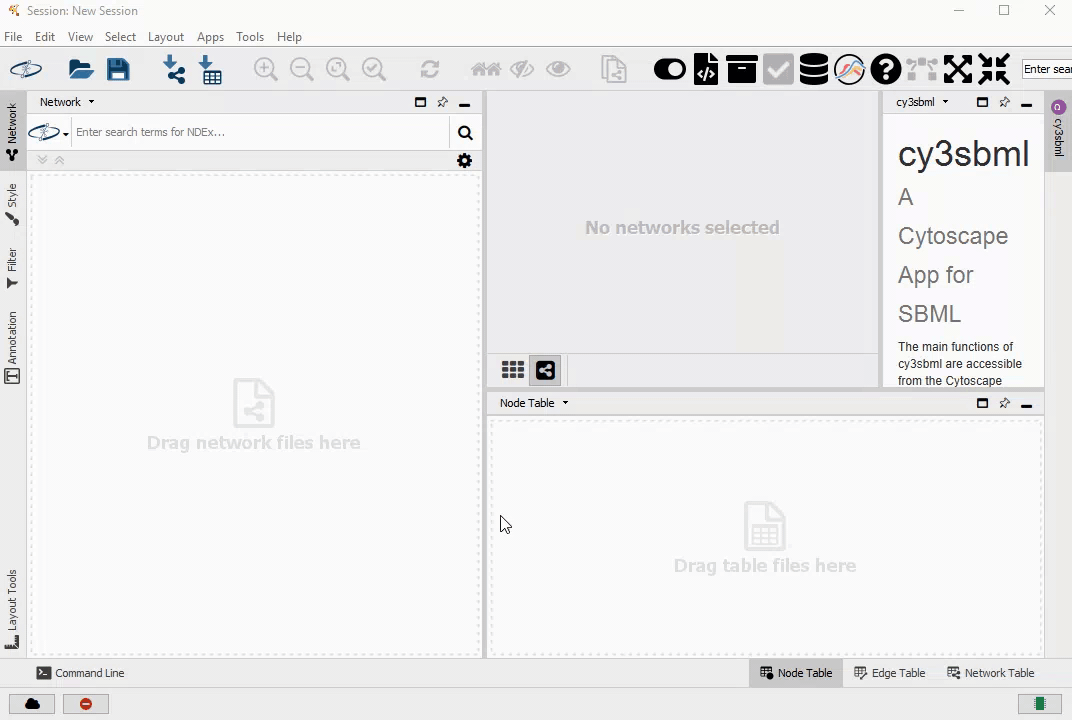 Session: New Session
File Edit View Select Layout Apps Tools Help
Enter sear
Network
Enter search terms for NDEx...
Network
Style
Filter
Annotation
T
Layout Tools
Drag network files here
No networks selected
cy3sbml
cy3sbml
A
Cytoscape
App for
SBML
The main functions of
cy3sbml are accessible
from the Cytoscape
cy3sbml
Node Table
Drag table files here
Command Line
Node Table Edge Table Network Table